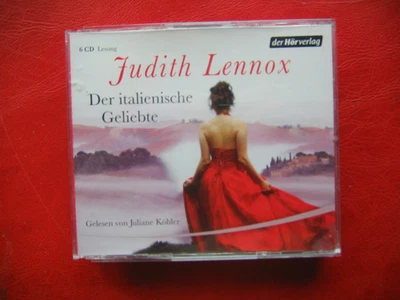 6 CD Lesung
der Hörverlag
Judith Lennox
Der italienische
Geliebte
Gelesen von Juliane Köhler